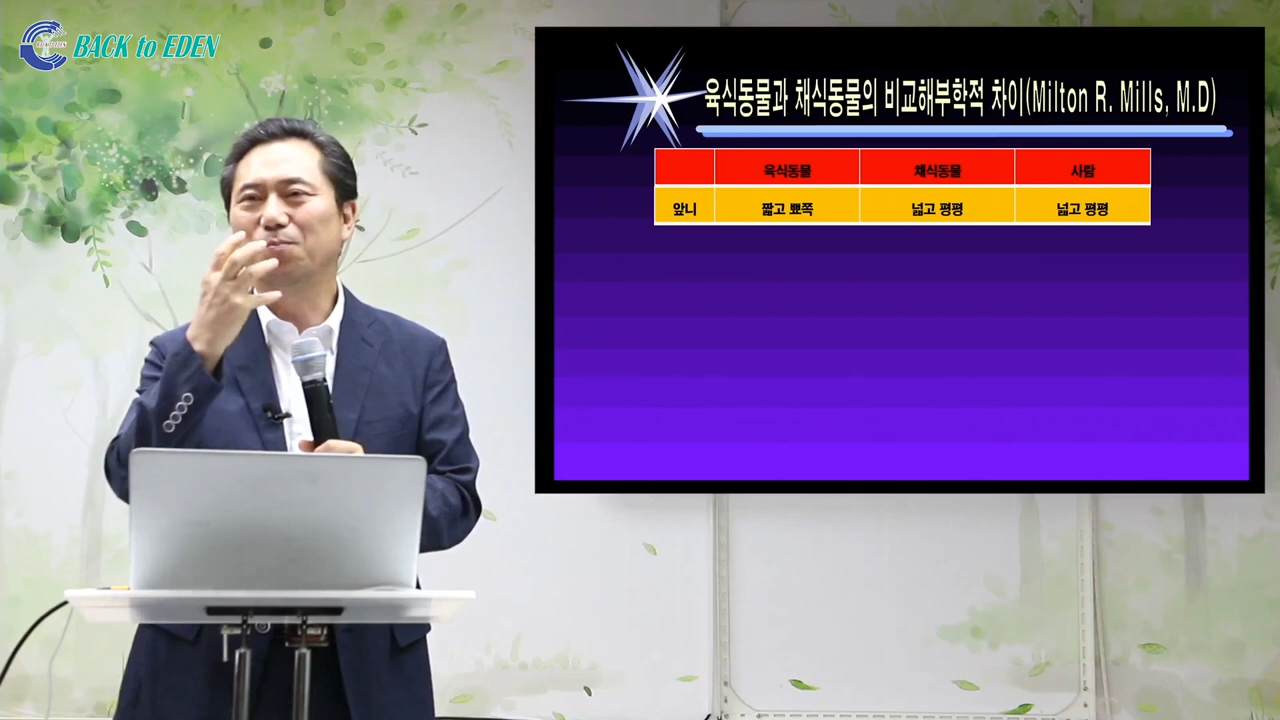 BACK to EDEN
육식동물과 채식동물의 비교해부학적 차이(Milton R. Mills, M.D)
육식동물 채식동물 사람
앞니 짧고 뾰쪽 넓고 평평 넓고 평평